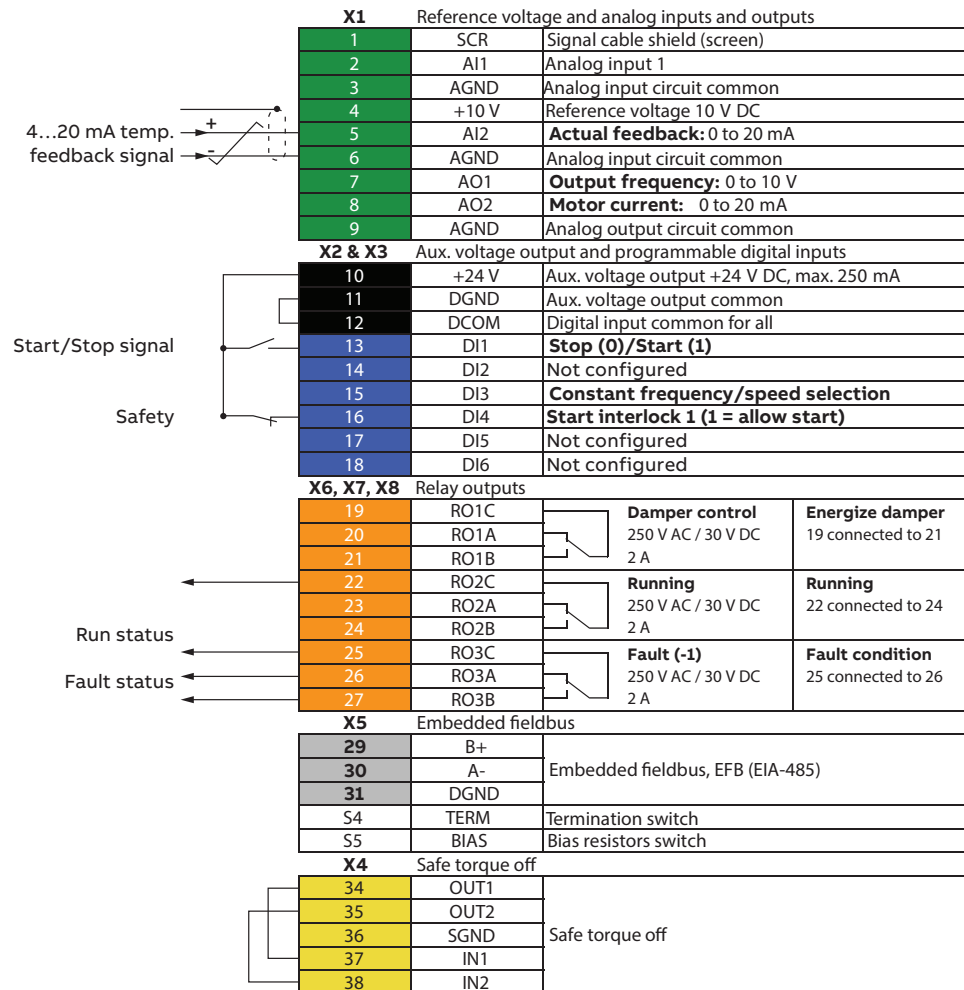 X1 Reference voltage and analog inputs and outputs
1 SCR Signal cable shield (screen)
2 AI1 Analog input 1
3 AGND Analog input circuit common
4 +10 V Reference voltage 10 V DC
4…20 mA temp. + 5 AI2 Actual feedback: 0 to 20 mA
feedback signal - 6 AGND Analog input circuit common
7 AO1 Output frequency: 0 to 10 V
8 AO2 Motor current: 0 to 20 mA
9 AGND Analog output circuit common
X2 & X3 Aux. voltage output and programmable digital inputs
10 +24 V Aux. voltage output +24 V DC, max. 250 mA
11 DGND Aux. voltage output common
12 DCOM Digital input common for all
Start/Stop signal 13 DI1 Stop (0)/Start (1)
14 DI2 Not configured
15 DI3 Constant frequency/speed selection
Safety 16 DI4 Start interlock 1 (1 = allow start)
17 DI5 Not configured
18 DI6 Not configured
X6, X7, X8 Relay outputs
19 RO1C Damper control Energize damper
20 RO1A 250 V AC / 30 V DC 19 connected to 21
21 RO1B 2 A
22 RO2C Running Running
23 RO2A 250 V AC / 30 V DC 22 connected to 24
Run status 24 RO2B 2 A
25 RO3C Fault (-1) Fault condition
Fault status 26 RO3A 250 V AC / 30 V DC 25 connected to 26
27 RO3B 2 A
X5 Embedded fieldbus
29 B+
30 A- Embedded fieldbus, EFB (EIA-485)
31 DGND
S4 TERM Termination switch
S5 BIAS Bias resistors switch
X4 Safe torque off
34 OUT1
35 OUT2
36 SGND Safe torque off
37 IN1
38 IN2